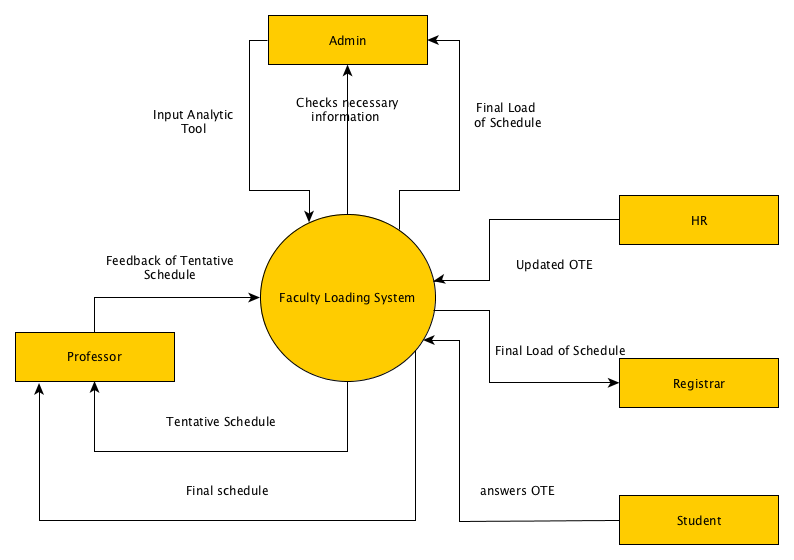 Admin
Input Analytic
Tool
Checks necessary
information
Final Load
of Schedule
HR
Updated OTE
Feedback of Tentative
Schedule
Faculty Loading System
Professor
Final Load of Schedule
Registrar
Tentative Schedule
Final schedule
answers OTE
Student